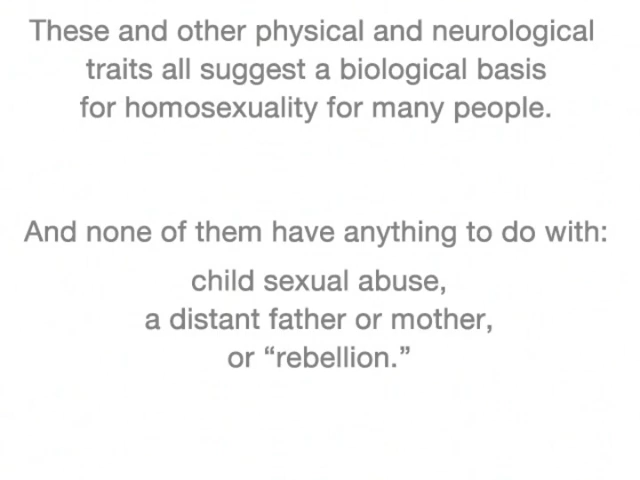 These and other physical and neurological
traits all suggest a biological basis
for homosexuality for many people.
And none of them have anything to do with:
child sexual abuse,
a distant father or mother,
or “rebellion.”